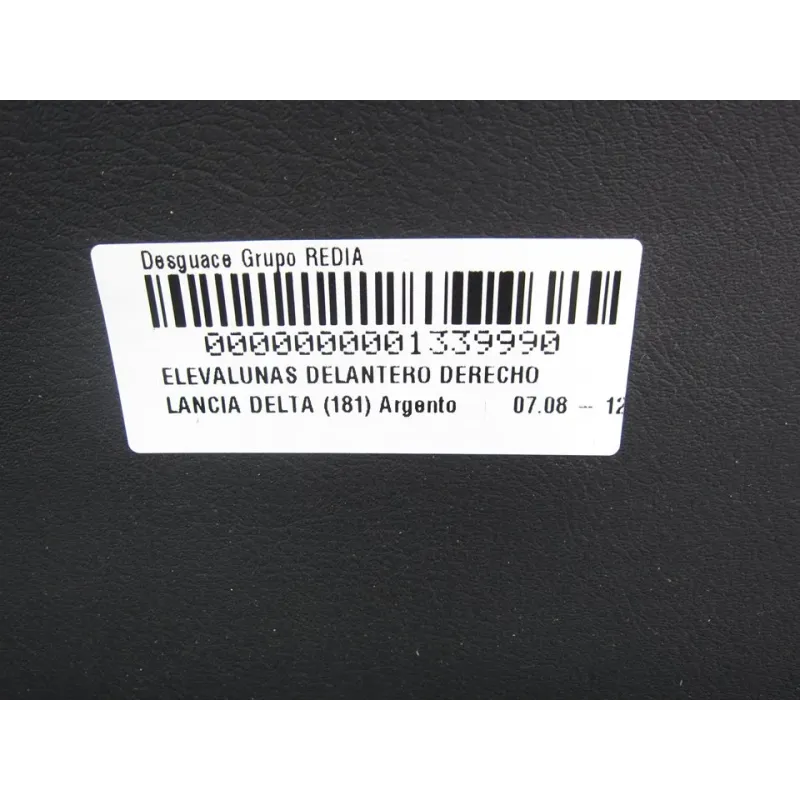 Desguace Grupo REDIA
0000000001339990
ELEVALUNAS DELANTERO DERECHO
LANCIA DELTA (181) Argento 07.08 – 12